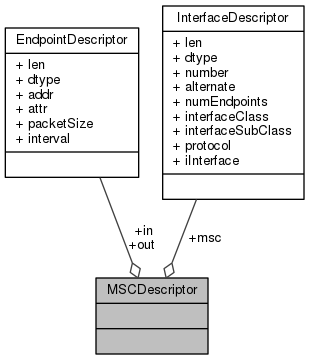 EndpointDescriptor
+ len
+ dtype
+ addr
+ attr
+ packetSize
+ interval
InterfaceDescriptor
+ len
+ dtype
+ number
+ alternate
+ numEndpoints
+ interfaceClass
+ interfaceSubClass
+ protocol
+ iInterface
+in
+out
+msc
MSCDescriptor